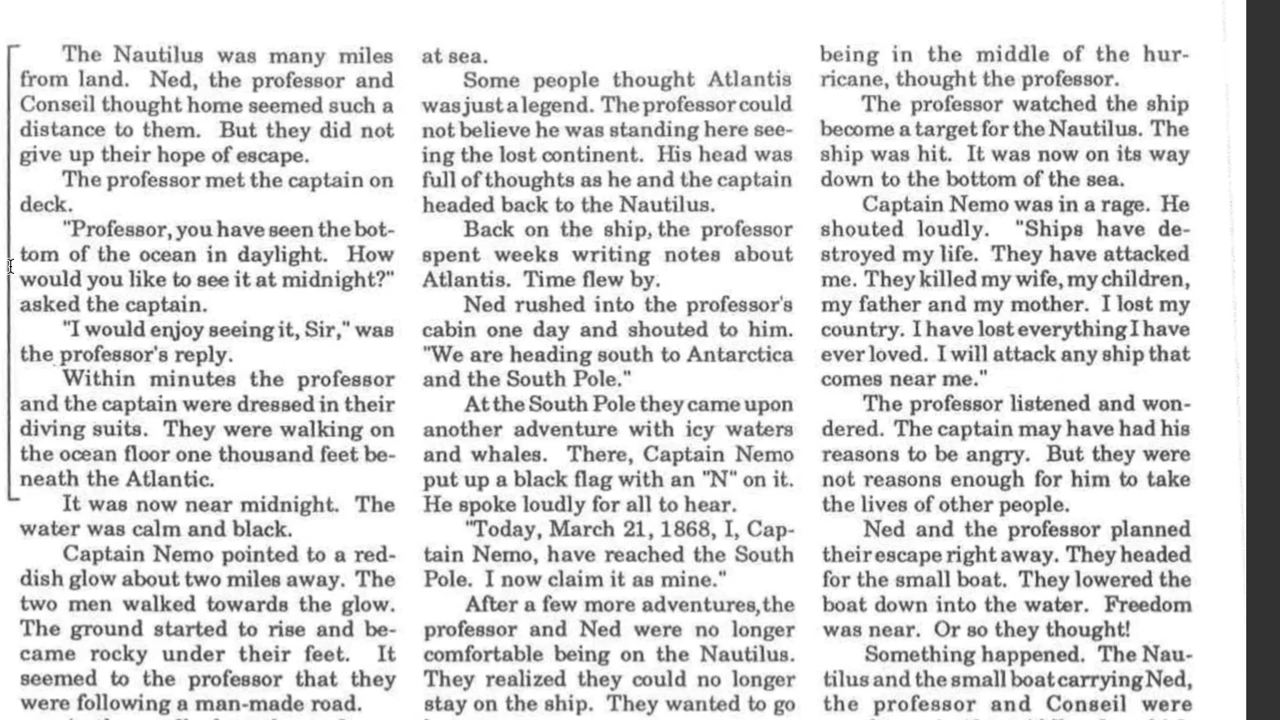 The Nautilus was many miles
from land. Ned, the professor and
Conseil thought home seemed such a
distance to them. But they did not
give up their hope of escape.
The professor met the captain on
deck.
"Professor, you have seen the bot-
tom of the ocean in daylight. How
would you like to see it at midnight?"
asked the captain.
"I would enjoy seeing it, Sir," was
the professor's reply.
Within minutes the professor
and the captain were dressed in their
diving suits. They were walking on
the ocean floor one thousand feet be-
neath the Atlantic.
It was now near midnight. The
water was calm and black.
Captain Nemo pointed to a red-
dish glow about two miles away. The
two men walked towards the glow.
The ground started to rise and be-
came rocky under their feet. It
seemed to the professor that they
were following a man-made road.
at sea.
Some people thought Atlantis
was just a legend. The professor could
not believe he was standing here see-
ing the lost continent. His head was
full of thoughts as he and the captain
headed back to the Nautilus.
Back on the ship, the professor
spent weeks writing notes about
Atlantis. Time flew by.
Ned rushed into the professor's
cabin one day and shouted to him.
"We are heading south to Antarctica
and the South Pole."
At the South Pole they came upon
another adventure with icy waters
and whales. There, Captain Nemo
put up a black flag with an "N" on it.
He spoke loudly for all to hear.
"Today, March 21, 1868, I, Cap-
tain Nemo, have reached the South
Pole. I now claim it as mine."
After a few more adventures, the
professor and Ned were no longer
comfortable being on the Nautilus.
They realized they could no longer
stay on the ship. They wanted to go
being in the middle of the hur-
ricane, thought the professor.
The professor watched the ship
become a target for the Nautilus. The
ship was hit. It was now on its way
down to the bottom of the sea.
Captain Nemo was in a rage. He
shouted loudly. "Ships have de-
stroyed my life. They have attacked
me. They killed my wife, my children,
my father and my mother. I lost my
country. I have lost everything I have
ever loved. I will attack any ship that
comes near me."
The professor listened and won-
dered. The captain may have had his
reasons to be angry. But they were
not reasons enough for him to take
the lives of other people.
Ned and the professor planned
their escape right away. They headed
for the small boat. They lowered the
boat down into the water. Freedom
was near. Or so they thought!
Something happened. The Nau-
tilus and the small boat carrying Ned,
the professor and Conseil were